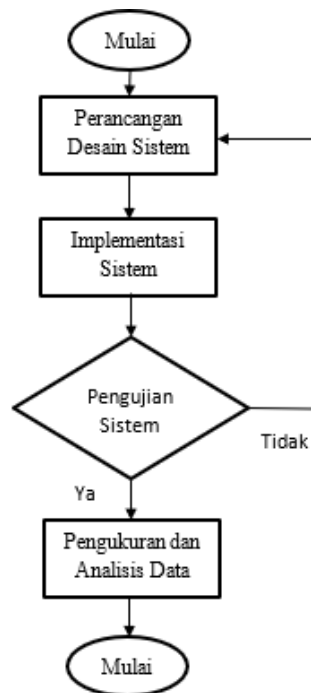 Mulai
Perancangan
Desain Sistem
Implementasi
Sistem
Pengujian
Sistem
Tidak
Ya
Pengukuran dan
Analisis Data
Mulai